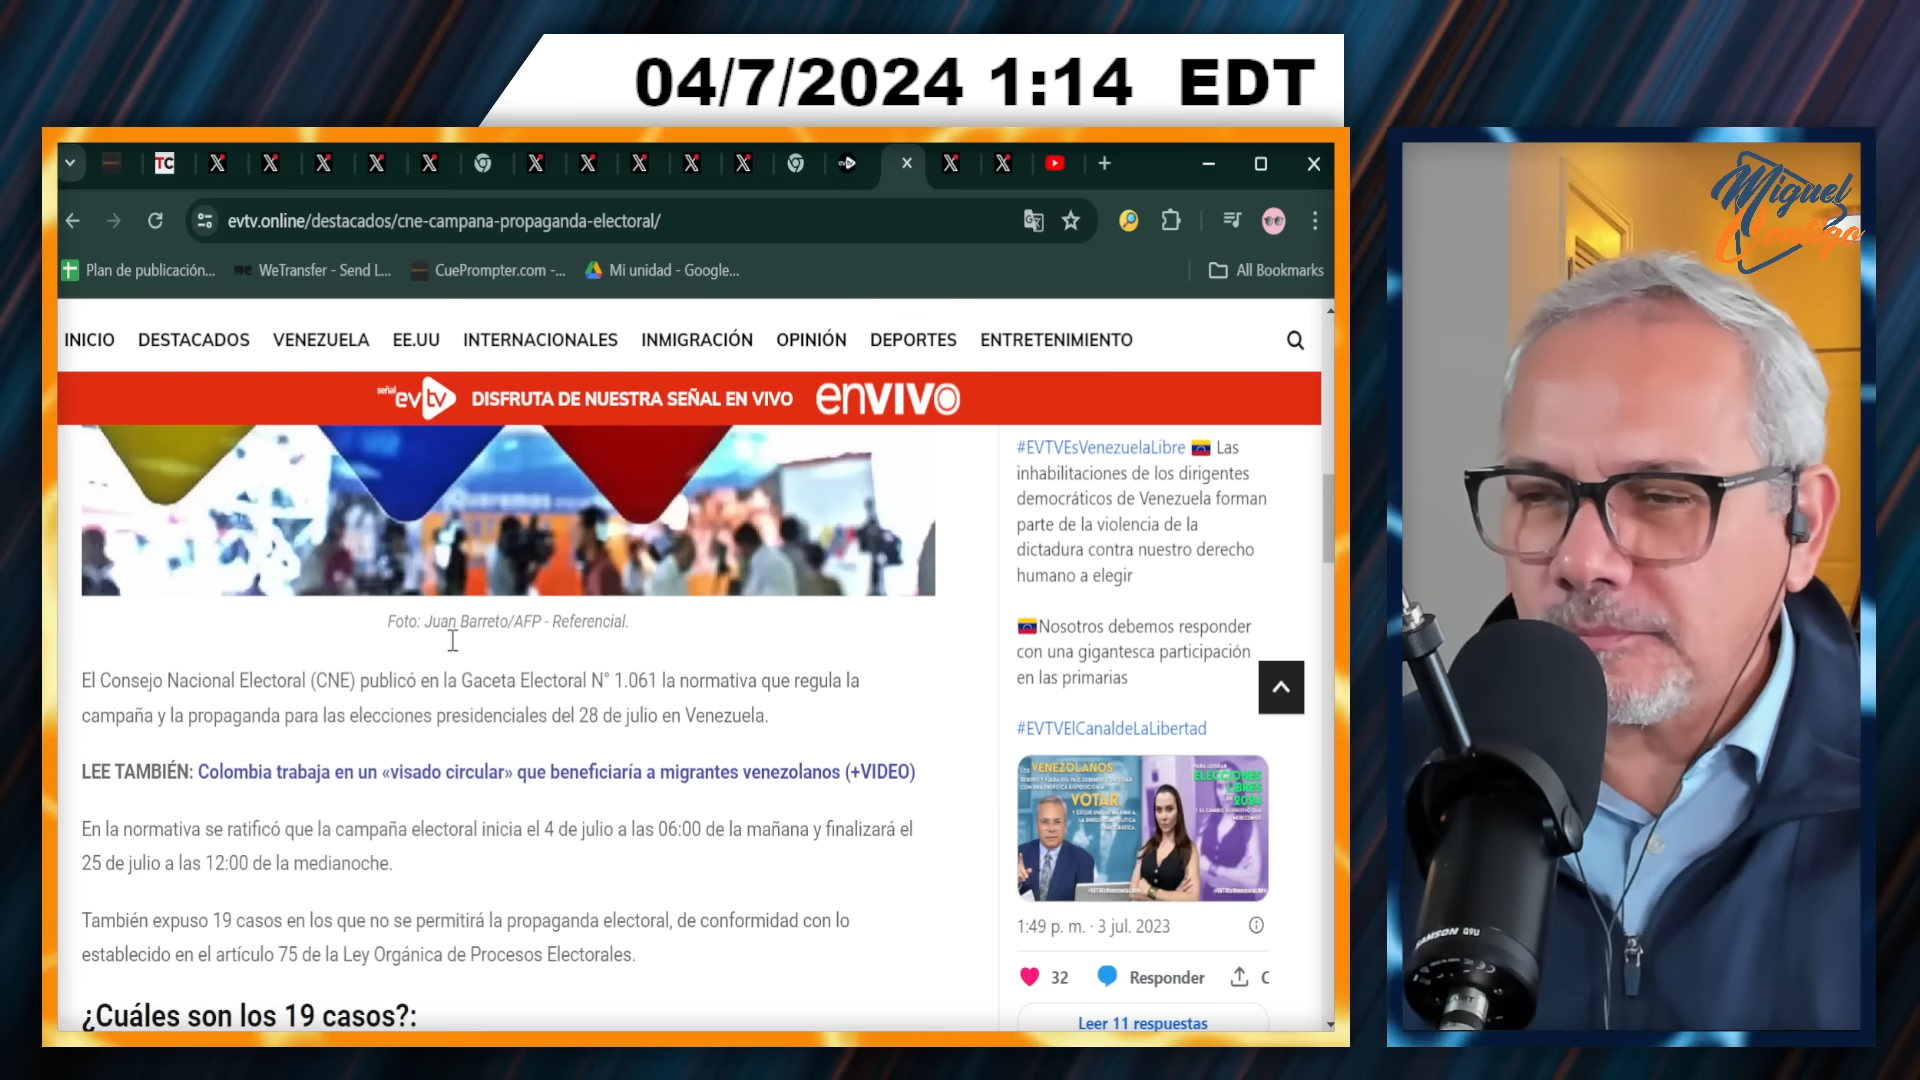 04/7/2024 1:14 EDT
TC
evtv.online/destacados/cne-campana-propaganda-electoral/
Plan de publicación...
WeTransfer - Send L...
CuePrompter.com -...
Mi unidad - Google...
All Bookmarks
INICIO DESTACADOS VENEZUELA EE.UU INTERNACIONALES INMIGRACIÓN OPINIÓN DEPORTES ENTRETENIMIENTO
señal evtv DISFRUTA DE NUESTRA SEÑAL EN VIVO enVIVO
Queremos
Foto: Juan Barreto/AFP - Referencial.
El Consejo Nacional Electoral (CNE) publicó en la Gaceta Electoral N° 1.061 la normativa que regula la
campaña y la propaganda para las elecciones presidenciales del 28 de julio en Venezuela.
LEE TAMBIÉN: Colombia trabaja en un «visado circular» que beneficiaría a migrantes venezolanos (+VIDEO)
En la normativa se ratificó que la campaña electoral inicia el 4 de julio a las 06:00 de la mañana y finalizará el
25 de julio a las 12:00 de la medianoche.
También expuso 19 casos en los que no se permitirá la propaganda electoral, de conformidad con lo
establecido en el artículo 75 de la Ley Orgánica de Procesos Electorales.
¿Cuáles son los 19 casos?:
#EVTVEsVenezuelaLibre Las
inhabilitaciones de los dirigentes
democráticos de Venezuela forman
parte de la violencia de la
dictadura contra nuestro derecho
humano a elegir
Nosotros debemos responder
con una gigantesca participación
en las primarias
#EVTVElCanaldeLaLibertad
VENEZOLANOS
VOTAR
ELECCIONES
LIBRES
2024
1:49 p. m. · 3 jul. 2023
32 Responder C
Leer 11 respuestas
Miguel
Contigo
SAMSON Q9U